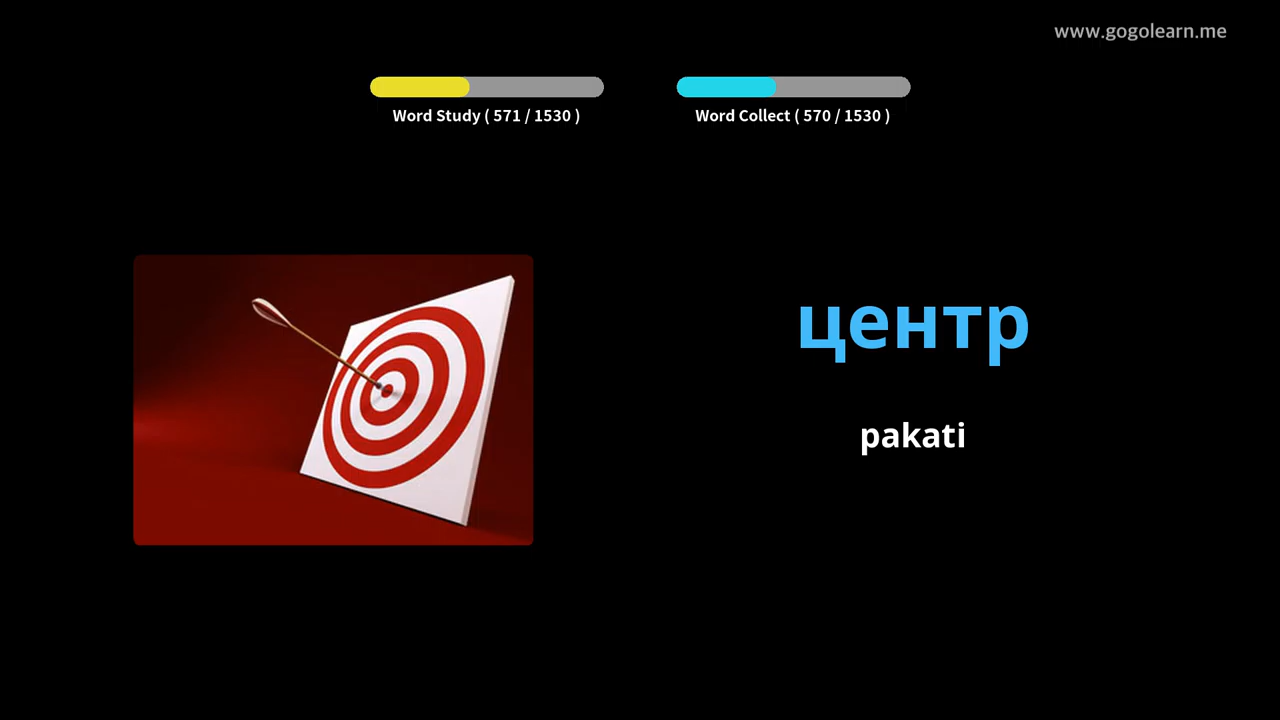 www.gogolearn.me
Word Study ( 571 / 1530 )
Word Collect ( 570 / 1530 )
центр
pakati